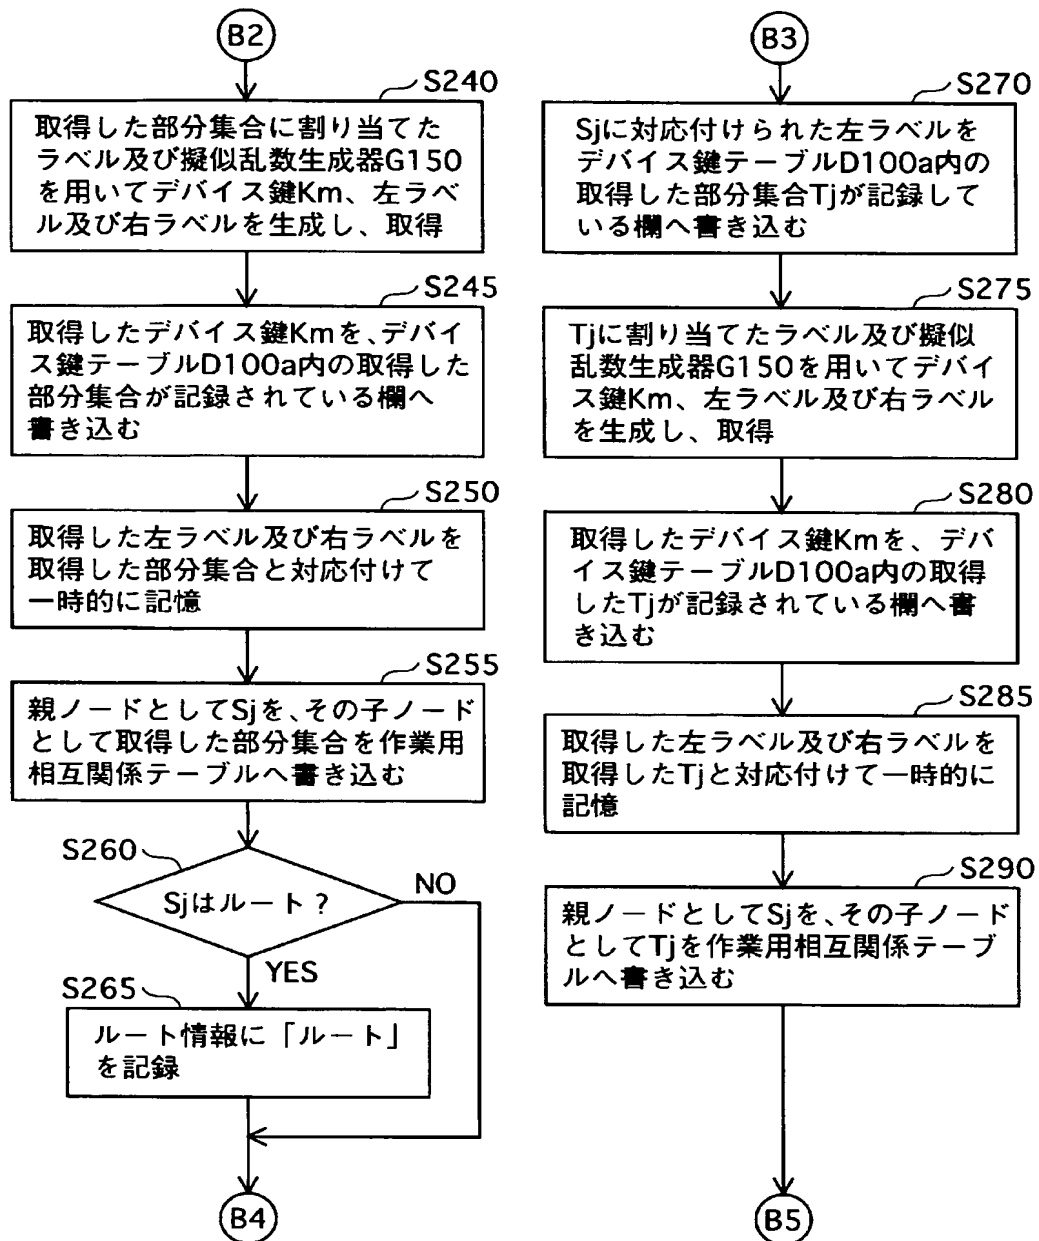 B2
S240
取得した部分集合に割り当てた
ラベル及び擬似乱数生成器G150
を用いてデバイス鍵Km、左ラベ
ル及び右ラベルを生成し、取得
S245
取得したデバイス鍵Kmを、デバイ
ス鍵テーブルD100a内の取得した
部分集合が記録されている欄へ
書き込む
S250
取得した左ラベル及び右ラベルを
取得した部分集合と対応付けて
一時的に記憶
S255
親ノードとしてSjを、その子ノード
として取得した部分集合を作業用
相互関係テーブルへ書き込む
S260
Sjはルート？
NO
YES
S265
ルート情報に「ルート」
を記録
B4
B3
S270
Sjに対応付けられた左ラベルを
デバイス鍵テーブルD100a内の
取得した部分集合Tjが記録して
いる欄へ書き込む
S275
Tjに割り当てたラベル及び擬似
乱数生成器G150を用いてデバイ
ス鍵Km、左ラベル及び右ラベル
を生成し、取得
S280
取得したデバイス鍵Kmを、デバ
イス鍵テーブルD100a内の取得
したTjが記録されている欄へ書
き込む
S285
取得した左ラベル及び右ラベルを
取得したTjと対応付けて一時的に
記憶
S290
親ノードとしてSjを、その子ノード
としてTjを作業用相互関係テーブ
ルへ書き込む
B5